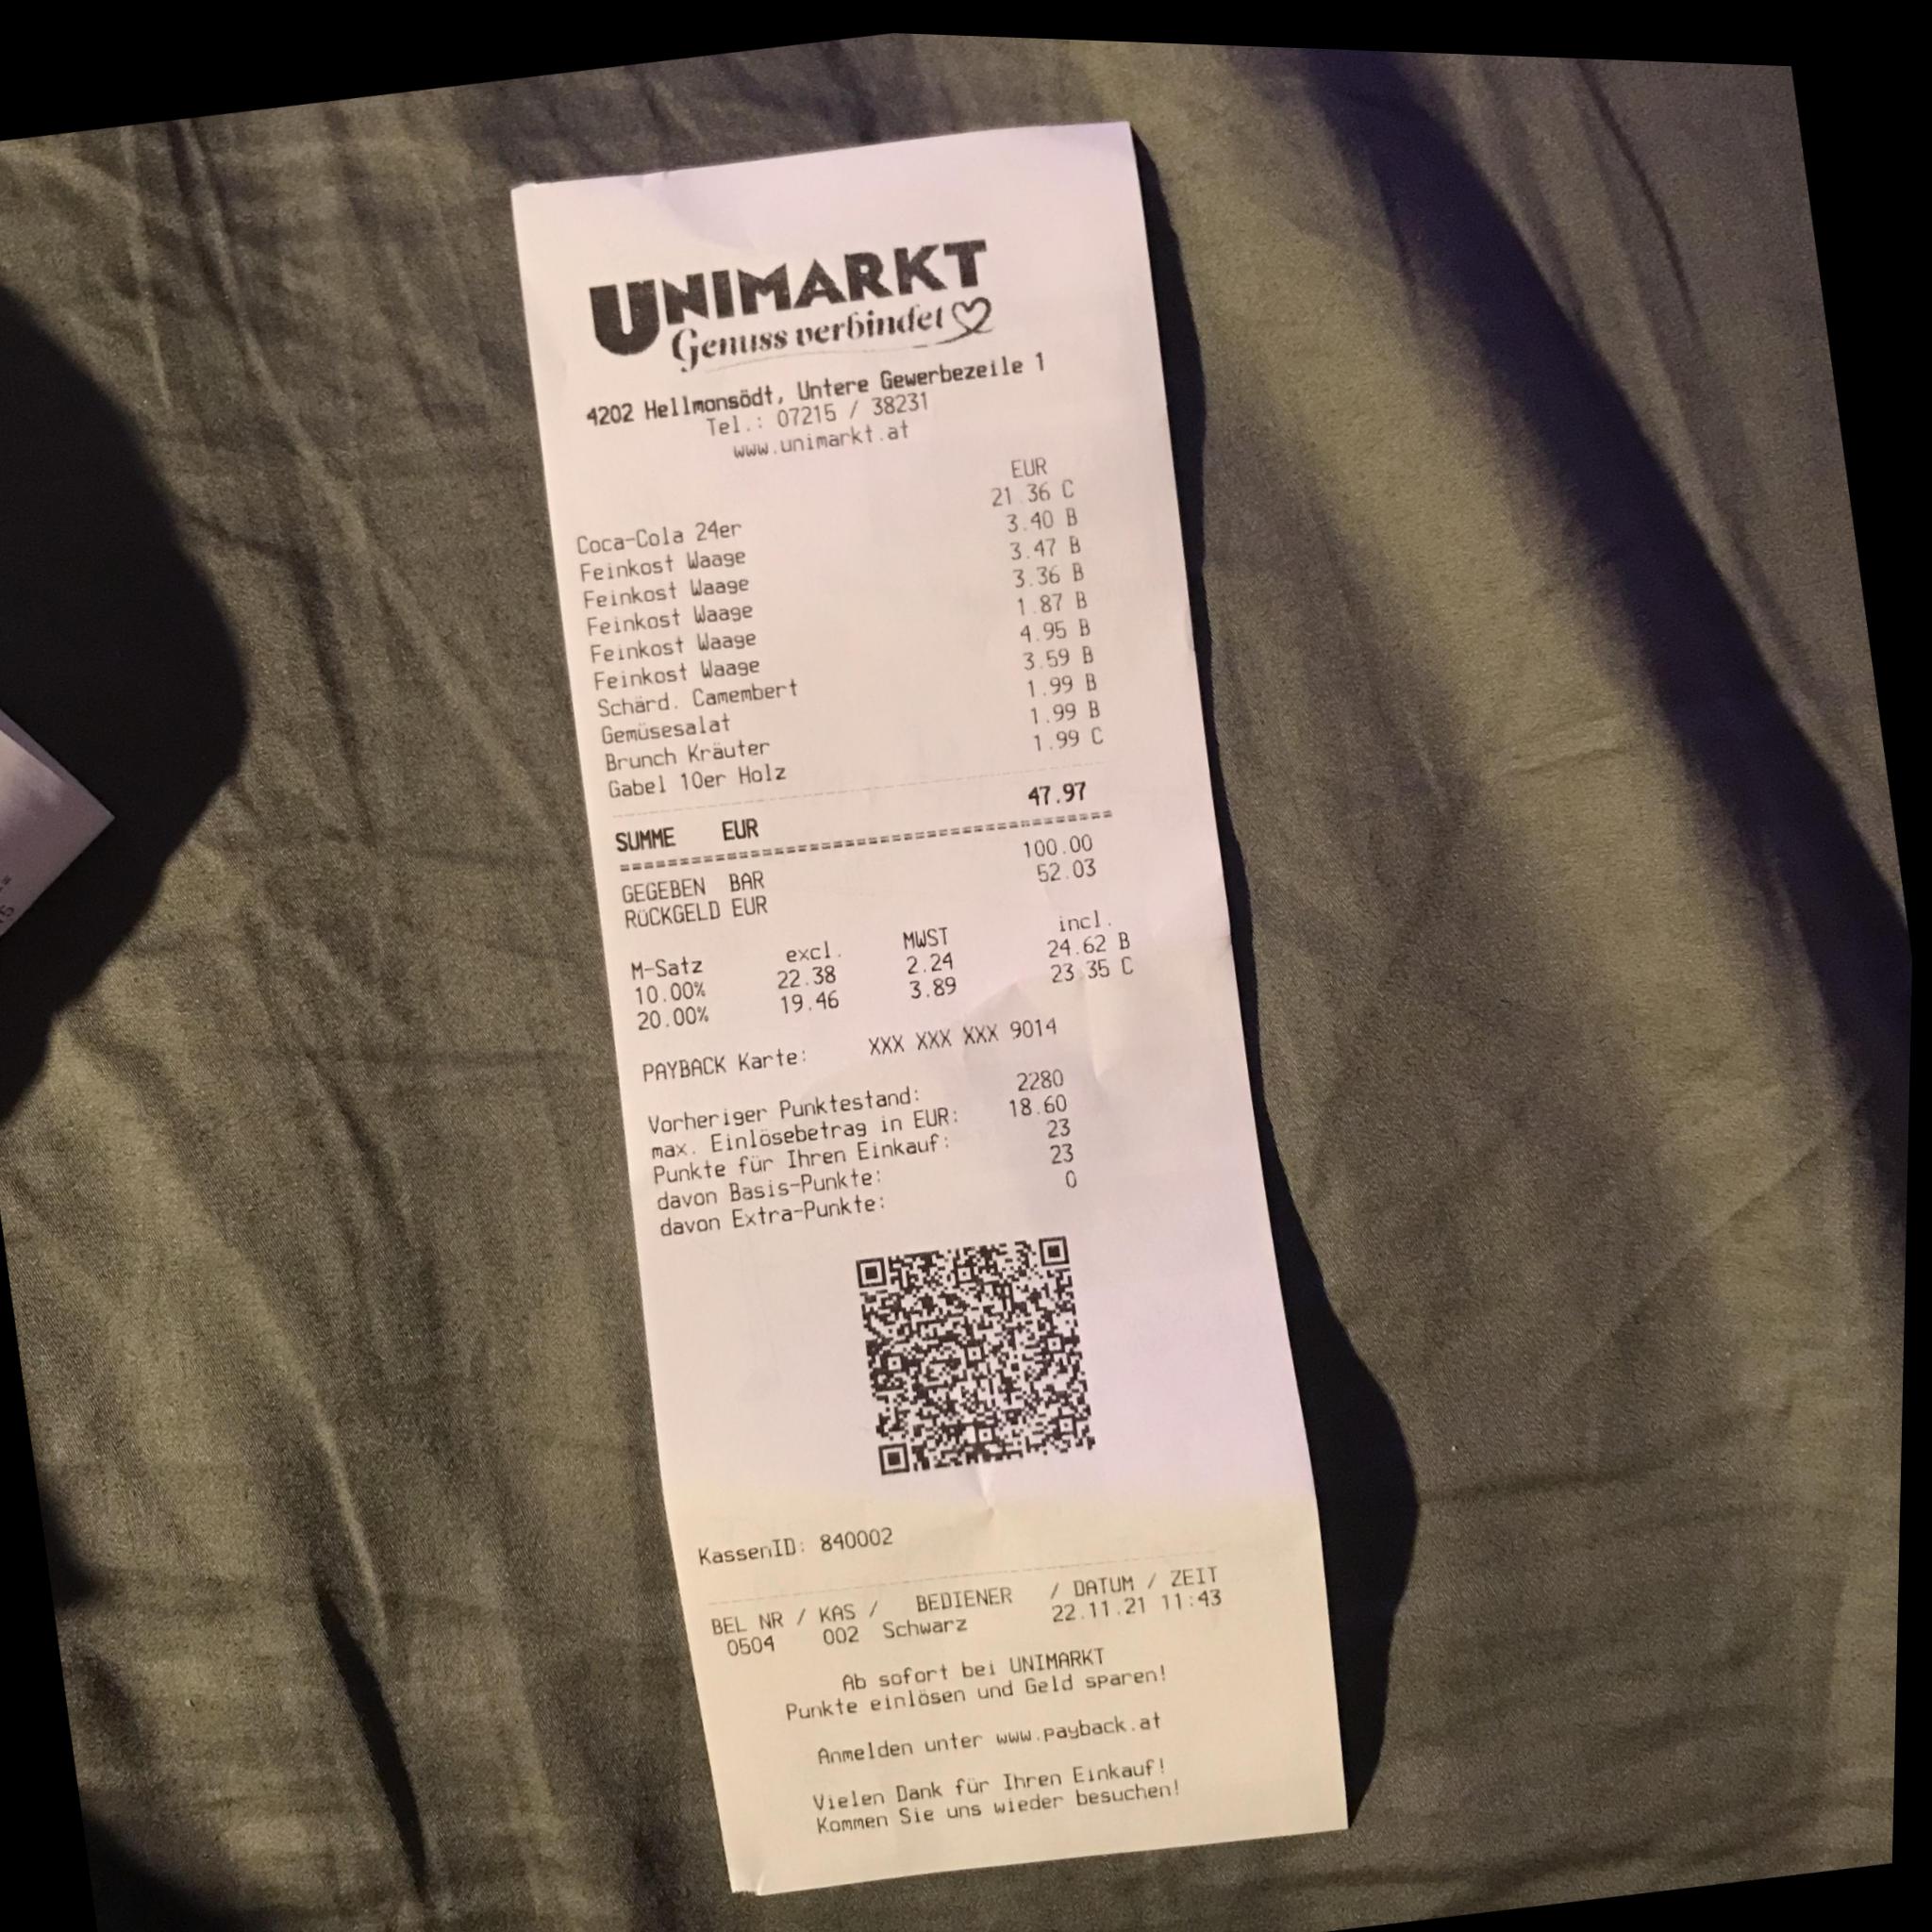 UNIMARKT
Genuss verbindet
4202 Hellmonsödt, Untere Gewerbezeile 1
Tel.: 07215 / 38231
www.unimarkt.at
EUR
Coca-Cola 24er 21.36 C
Feinkost Waage 3.40 B
Feinkost Waage 3.47 B
Feinkost Waage 3.36 B
Feinkost Waage 1.87 B
Feinkost Waage 4.95 B
Schärd. Camembert 3.59 B
Gemüsesalat 1.99 B
Brunch Kräuter 1.99 B
Gabel 10er Holz 1.99 C
SUMME EUR 47.97
========================================
GEGEBEN BAR 100.00
RÜCKGELD EUR 52.03
M-Satz excl. MWST incl.
10.00% 22.38 2.24 24.62 B
20.00% 19.46 3.89 23.35 C
PAYBACK Karte: XXX XXX XXX 9014
Vorheriger Punktestand: 2280
max. Einlösebetrag in EUR: 18.60
Punkte für Ihren Einkauf: 23
davon Basis-Punkte: 23
davon Extra-Punkte: 0
KassenID: 840002
BEL NR / KAS / BEDIENER / DATUM / ZEIT
0504 002 Schwarz 22.11.21 11:43
Ab sofort bei UNIMARKT
Punkte einlösen und Geld sparen!
Anmelden unter www.payback.at
Vielen Dank für Ihren Einkauf!
Kommen Sie uns wieder besuchen!